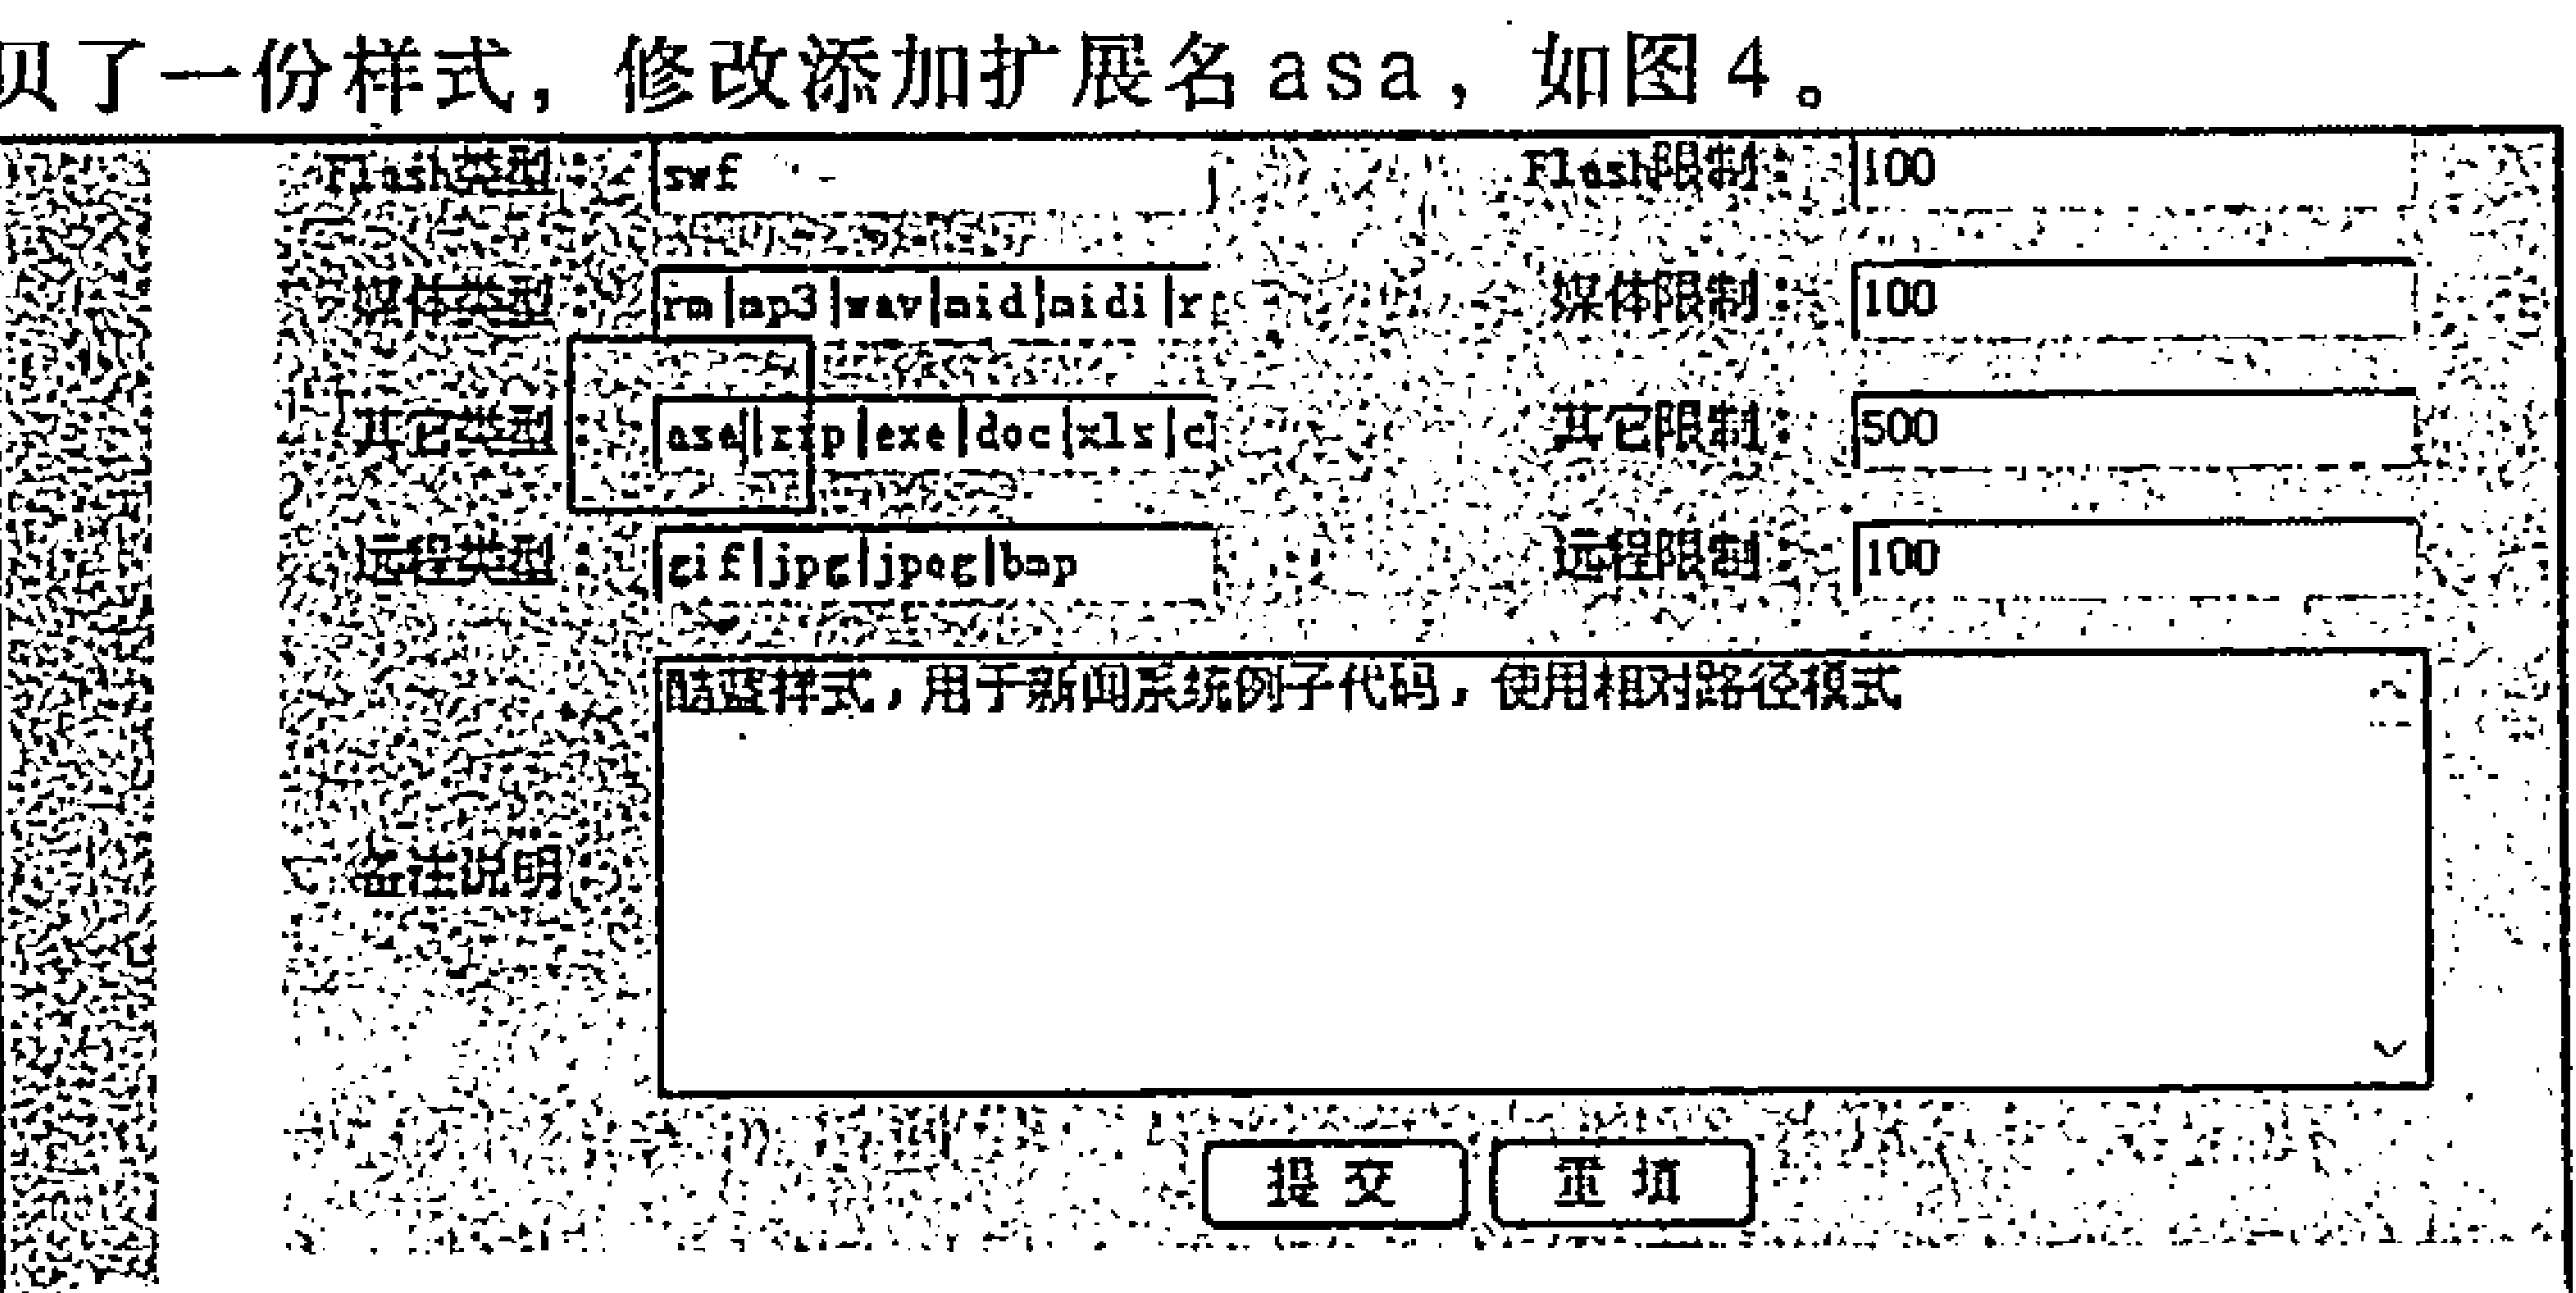 贝了一份样式，修改添加扩展名asa，如图4。
Flash类型： swf Flash限制： 100
媒体类型： rm|mp3|wav|mid|midi|r 媒体限制： 100
其它类型： asa||zip|exe|doc|xls|c 其它限制： 500
远程类型： gif|jpg|jpeg|bmp 远程限制： 100
酷蓝样式，用于新闻系统例子代码，使用相对路径模式
备注说明：
提 交 重 填